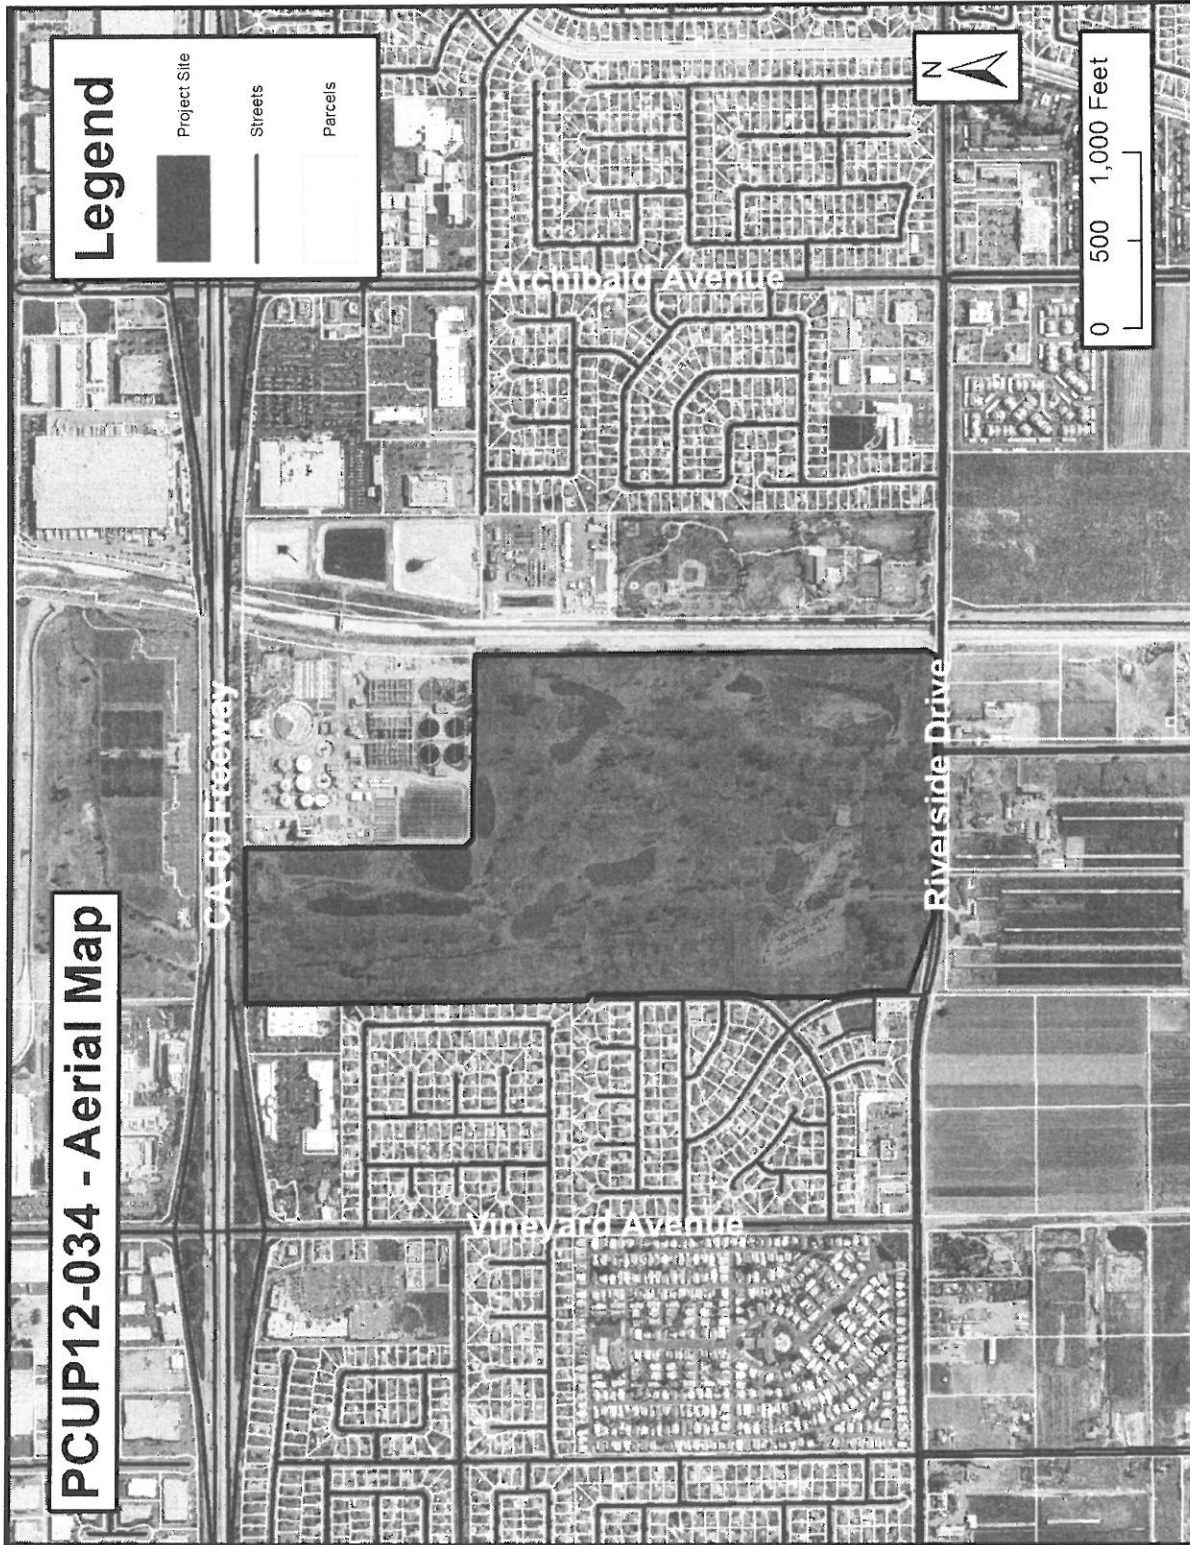 PCUP12-034 - Aerial Map
Legend
Project Site
Streets
Parcels
CA 60 Freeway
Archibald Avenue
Vineyard Avenue
Riverside Drive
N
0 500 1,000 Feet